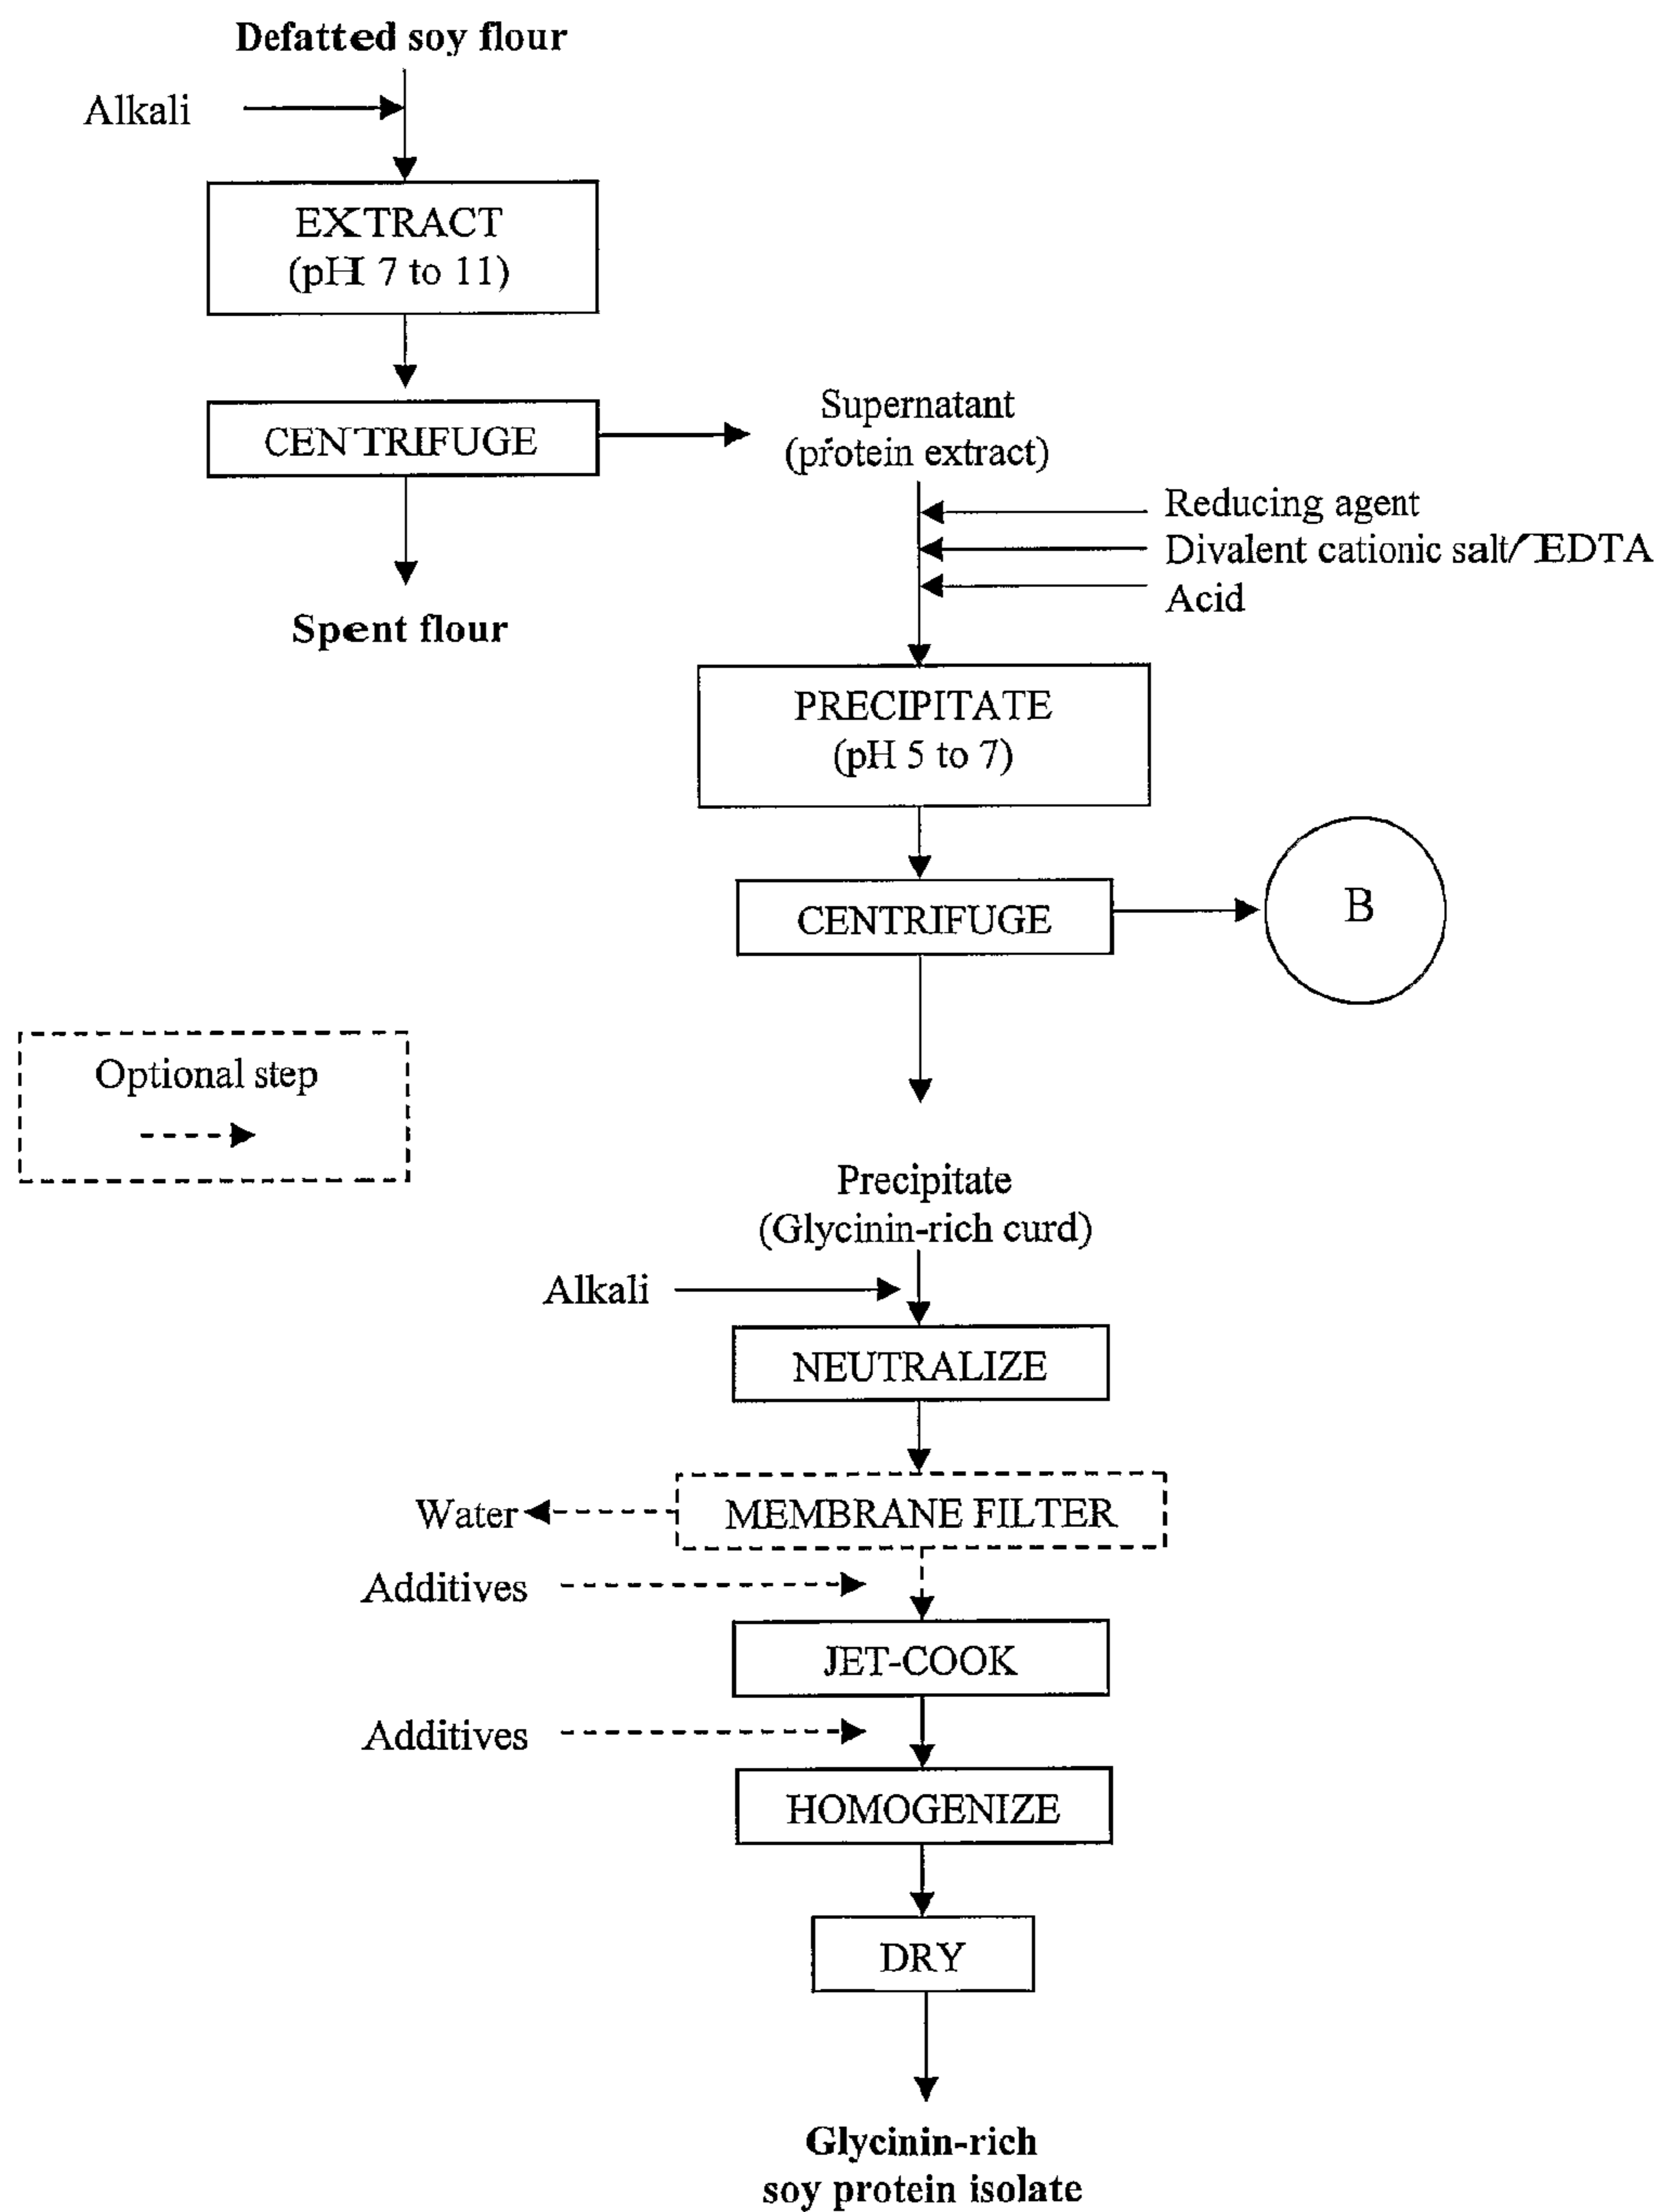 Defatted soy flour
Alkali
EXTRACT
(pH 7 to 11)
CENTRIFUGE
Supernatant
(protein extract)
Reducing agent
Divalent cationic salt/EDTA
Acid
Spent flour
PRECIPITATE
(pH 5 to 7)
CENTRIFUGE
B
Optional step
Precipitate
(Glycinin-rich curd)
Alkali
NEUTRALIZE
Water
MEMBRANE FILTER
Additives
JET-COOK
Additives
HOMOGENIZE
DRY
Glycinin-rich
soy protein isolate